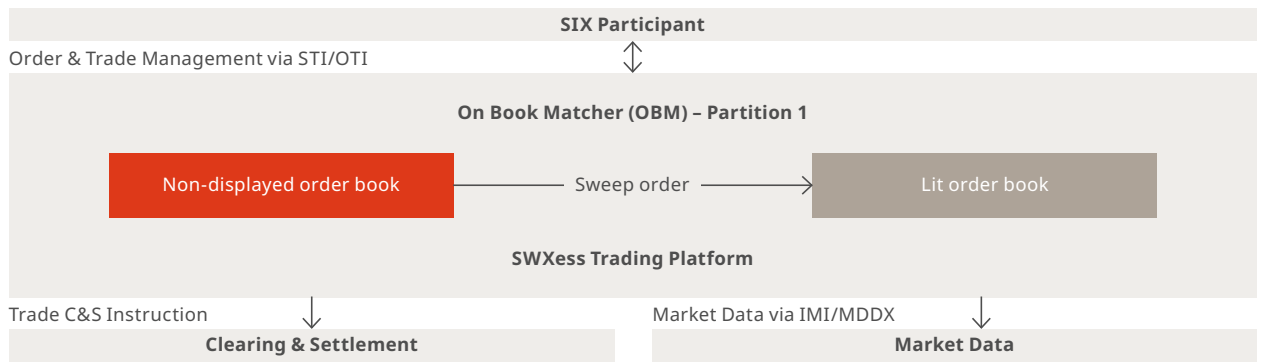 SIX Participant
Order & Trade Management via STI/OTI
On Book Matcher (OBM) – Partition 1
Non-displayed order book
Sweep order
Lit order book
SWXess Trading Platform
Trade C&S Instruction
Market Data via IMI/MDDX
Clearing & Settlement
Market Data